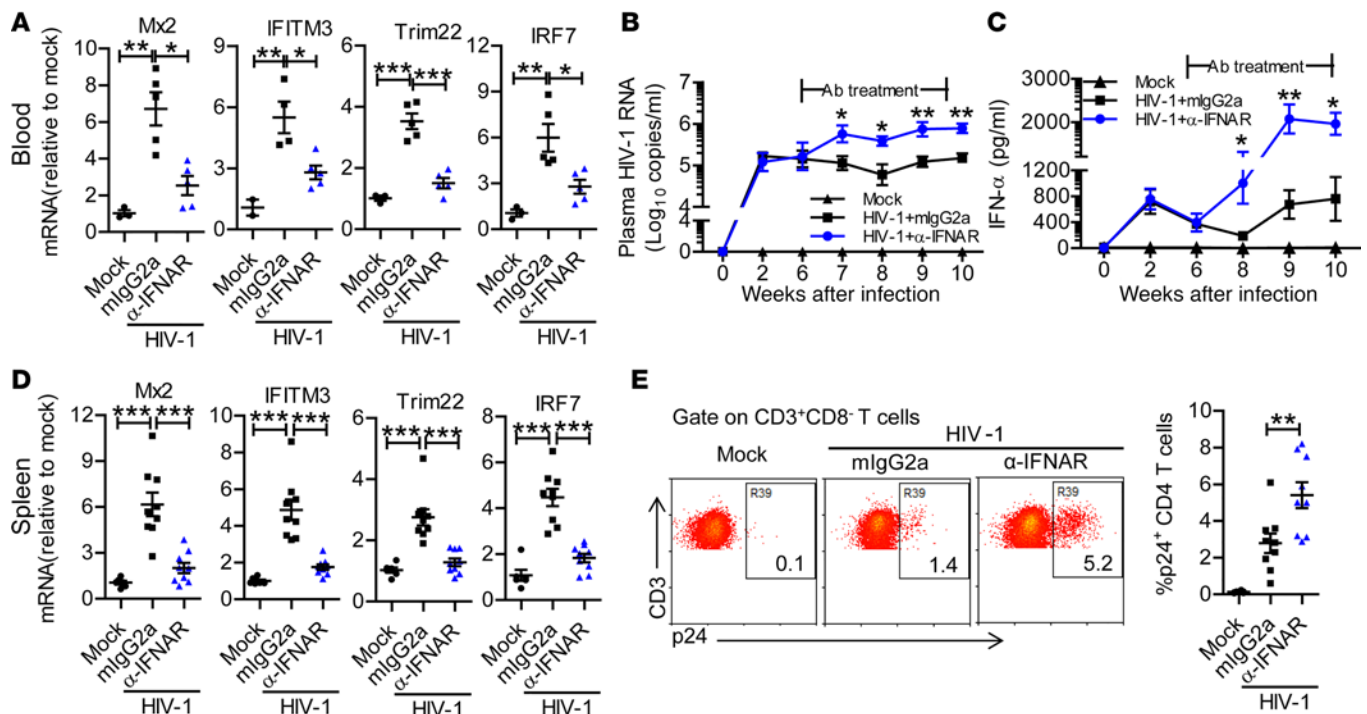 A
Mx2
IFITM3
Trim22
IRF7
** *
** *
*** ***
** *
Blood
mRNA(relative to mock)
10
8
6
4
2
0
6
4
2
0
6
4
2
0
12
9
6
3
0
Mock
mIgG2a
α-IFNAR
HIV-1
Mock
mIgG2a
α-IFNAR
HIV-1
Mock
mIgG2a
α-IFNAR
HIV-1
Mock
mIgG2a
α-IFNAR
HIV-1
B
Ab treatment
* * ** **
Plasma HIV-1 RNA
(Log10 copies/ml)
7
6
5
4
0
Mock
HIV-1+mIgG2a
HIV-1+α-IFNAR
0 2 6 7 8 9 10
Weeks after infection
C
Ab treatment
Mock
HIV-1+mIgG2a
HIV-1+α-IFNAR
* ** *
IFN-α (pg/ml)
3000
2000
1200
800
400
0
0 2 6 8 9 10
Weeks after infection
D
Mx2
IFITM3
Trim22
IRF7
*** ***
*** ***
*** ***
*** ***
Spleen
mRNA(relative to mock)
12
9
6
3
0
10
8
6
4
2
0
6
4
2
0
8
6
4
2
0
Mock
mIgG2a
α-IFNAR
HIV-1
Mock
mIgG2a
α-IFNAR
HIV-1
Mock
mIgG2a
α-IFNAR
HIV-1
Mock
mIgG2a
α-IFNAR
HIV-1
E
Gate on CD3+CD8- T cells
HIV-1
Mock
mIgG2a
α-IFNAR
R39
0.1
R39
1.4
R39
5.2
CD3
p24
%p24+ CD4 T cells
**
10
8
6
4
2
0
Mock
mIgG2a
α-IFNAR
HIV-1